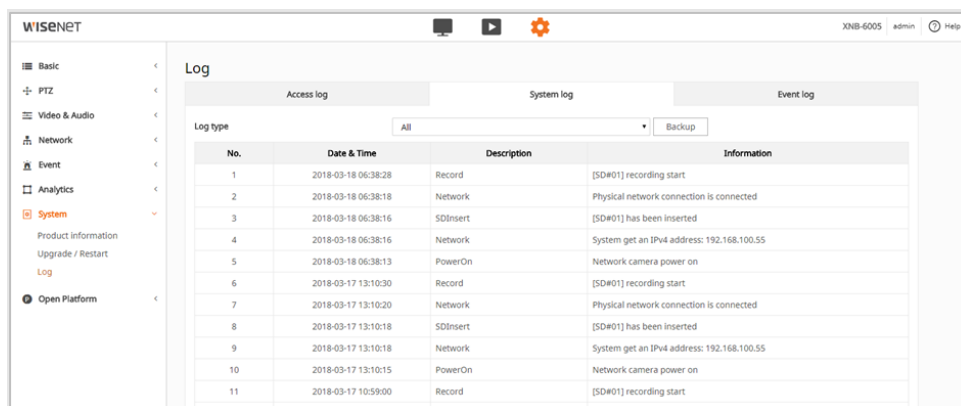 WISENET
XNB-6005 admin ? Help
Basic
PTZ
Video & Audio
Network
Event
Analytics
System
Product information
Upgrade / Restart
Log
Open Platform
Log
Access log System log Event log
Log type All Backup
No. Date & Time Description Information
1 2018-03-18 06:38:28 Record [SD#01] recording start
2 2018-03-18 06:38:18 Network Physical network connection is connected
3 2018-03-18 06:38:16 SDInsert [SD#01] has been inserted
4 2018-03-18 06:38:16 Network System get an IPv4 address: 192.168.100.55
5 2018-03-18 06:38:13 PowerOn Network camera power on
6 2018-03-17 13:10:30 Record [SD#01] recording start
7 2018-03-17 13:10:20 Network Physical network connection is connected
8 2018-03-17 13:10:18 SDInsert [SD#01] has been inserted
9 2018-03-17 13:10:18 Network System get an IPv4 address: 192.168.100.55
10 2018-03-17 13:10:15 PowerOn Network camera power on
11 2018-03-17 10:59:00 Record [SD#01] recording start